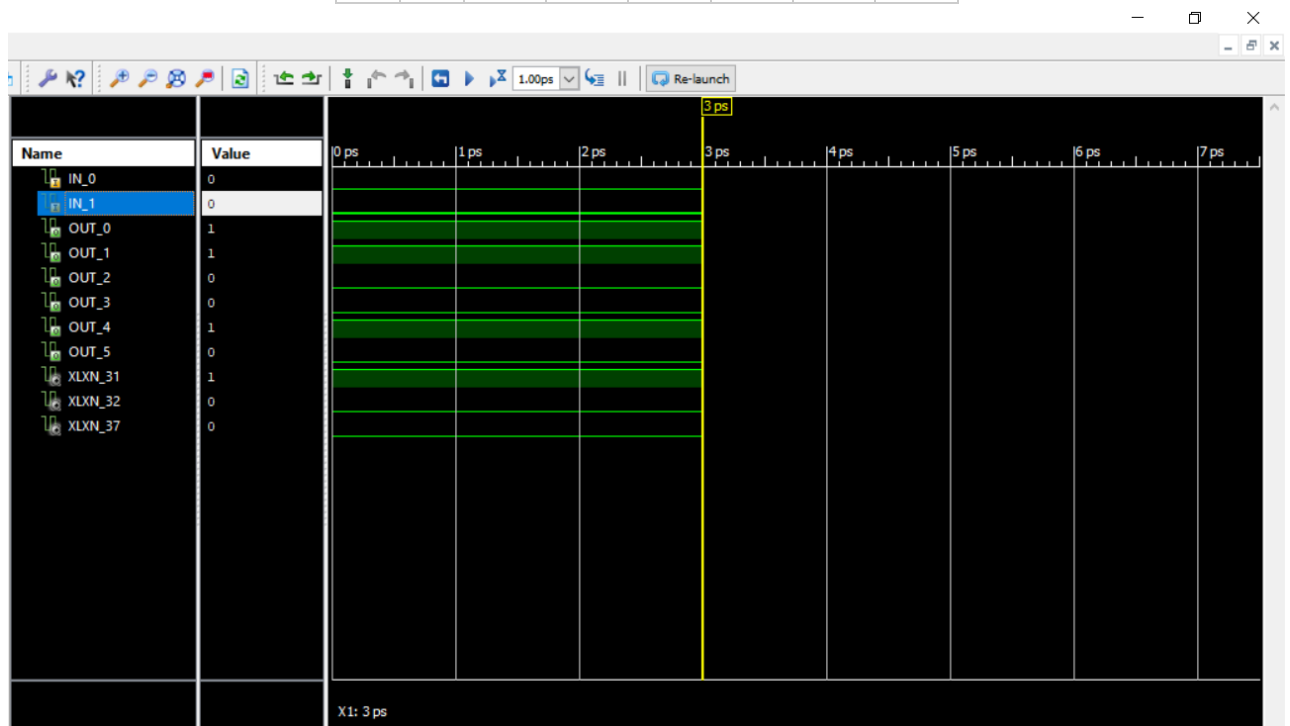 1.00ps Re-launch
3 ps
Name Value 0 ps 1 ps 2 ps 3 ps 4 ps 5 ps 6 ps 7 ps
IN_0 0
IN_1 0
OUT_0 1
OUT_1 1
OUT_2 0
OUT_3 0
OUT_4 1
OUT_5 0
XLXN_31 1
XLXN_32 0
XLXN_37 0
X1: 3 ps